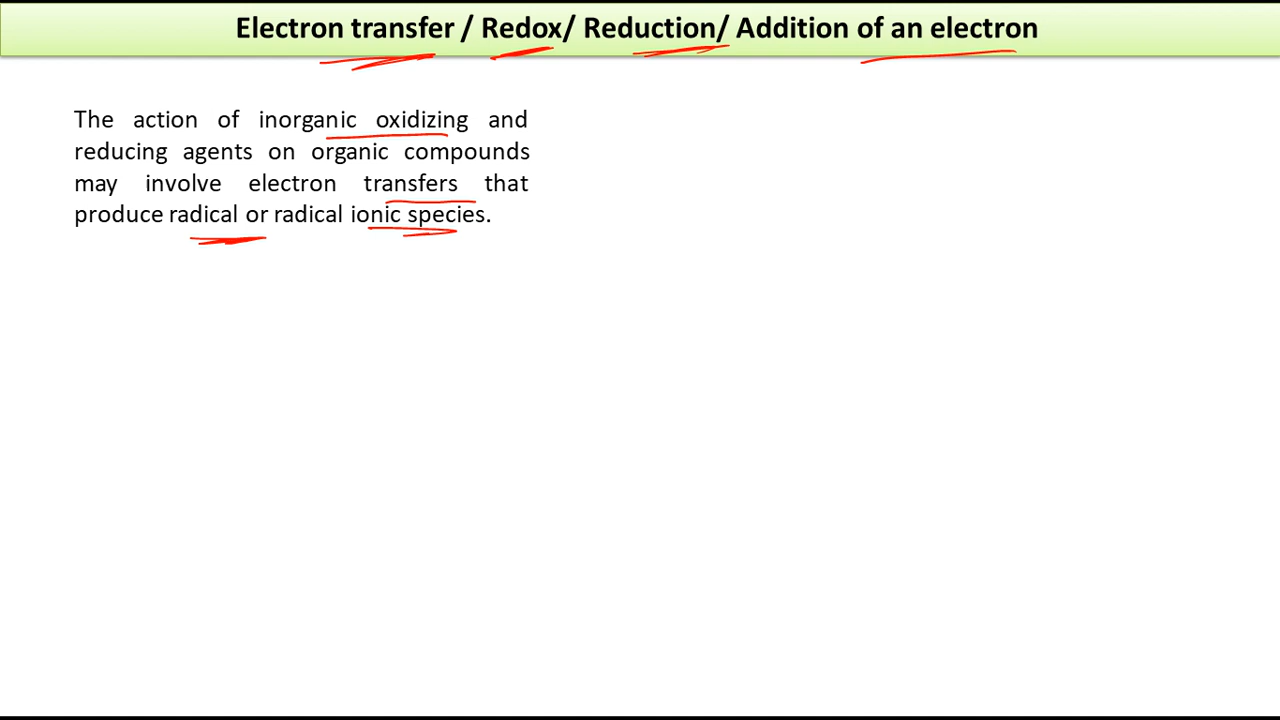 Electron transfer / Redox/ Reduction/ Addition of an electron
The action of inorganic oxidizing and
reducing agents on organic compounds
may involve electron transfers that
produce radical or radical ionic species.